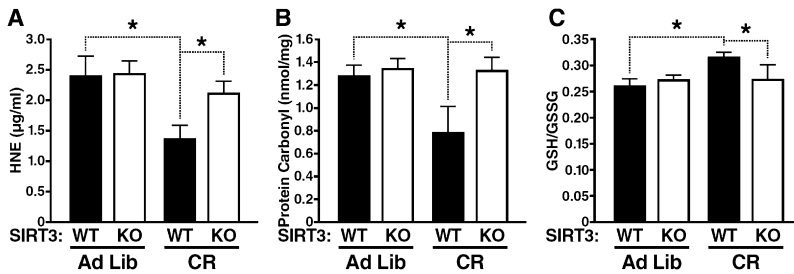 A
HNE (µg/ml)
3.0
2.5
2.0
1.5
1.0
0.5
0
*
*
SIRT3: WT KO WT KO
Ad Lib CR
B
Protein Carbonyl (nmol/mg)
1.6
1.4
1.2
1.0
0.8
0.6
0.4
0.2
0.0
*
*
SIRT3: WT KO WT KO
Ad Lib CR
C
GSH/GSSG
0.35
0.30
0.25
0.20
0.15
0.10
0.05
0
*
*
SIRT3: WT KO WT KO
Ad Lib CR